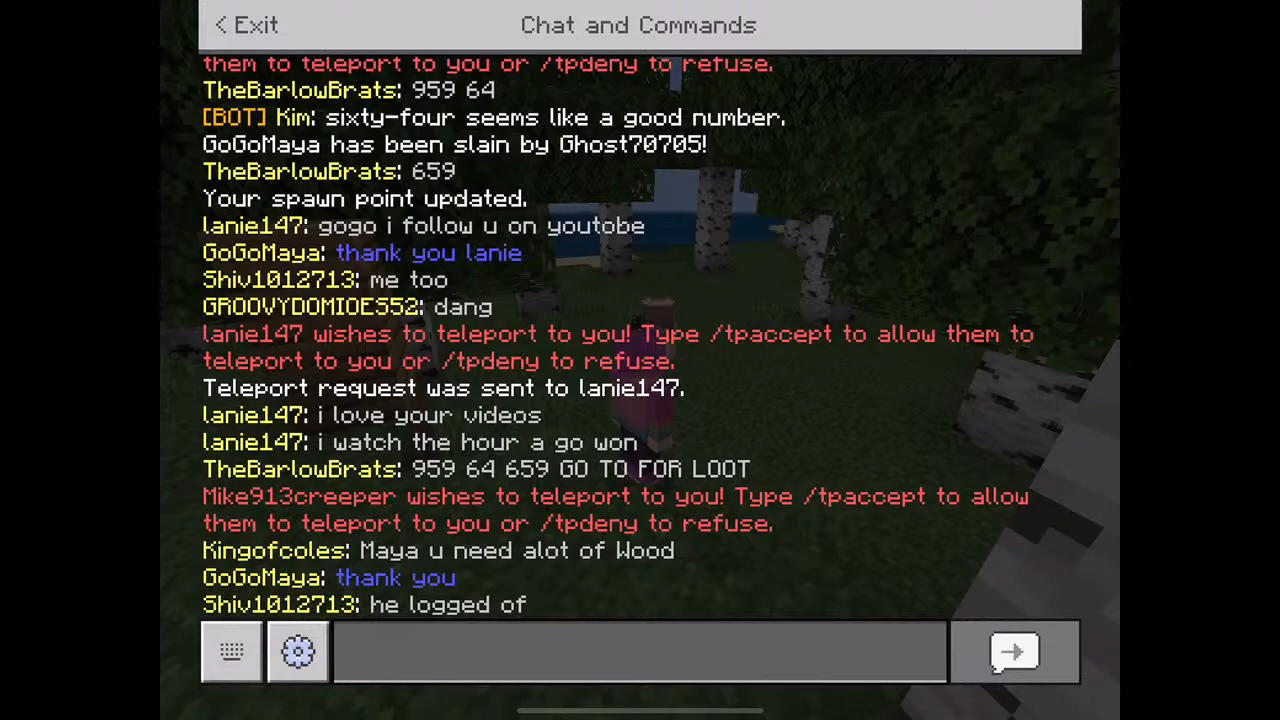 < Exit
Chat and Commands
them to teleport to you or /tpdeny to refuse.
TheBarlowBrats: 959 64
[BOT] Kim: sixty-four seems like a good number.
GoGoMaya has been slain by Ghost70705!
TheBarlowBrats: 659
Your spawn point updated.
lanie147: gogo i follow u on youtobe
GoGoMaya: thank you lanie
Shiv1012713: me too
GROOVYDOMIOES52: dang
lanie147 wishes to teleport to you! Type /tpaccept to allow them to
teleport to you or /tpdeny to refuse.
Teleport request was sent to lanie147.
lanie147: i love your videos
lanie147: i watch the hour a go won
TheBarlowBrats: 959 64 659 GO TO FOR LOOT
Mike913creeper wishes to teleport to you! Type /tpaccept to allow
them to teleport to you or /tpdeny to refuse.
Kingofcoles: Maya u need alot of Wood
GoGoMaya: thank you
Shiv1012713: he logged of